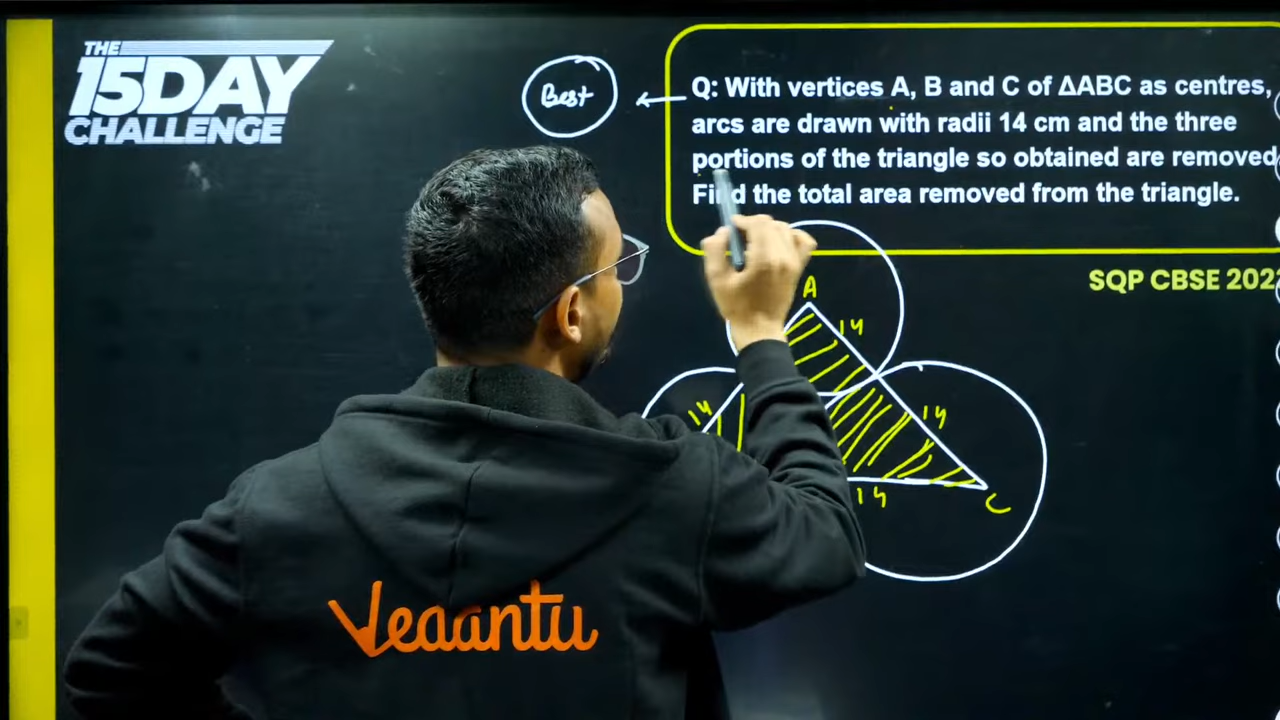 THE
15DAY
CHALLENGE
Best
Q: With vertices A, B and C of ΔABC as centres,
arcs are drawn with radii 14 cm and the three
portions of the triangle so obtained are removed
Find the total area removed from the triangle.
SQP CBSE
A
14
14
14
14
C
Vedantu